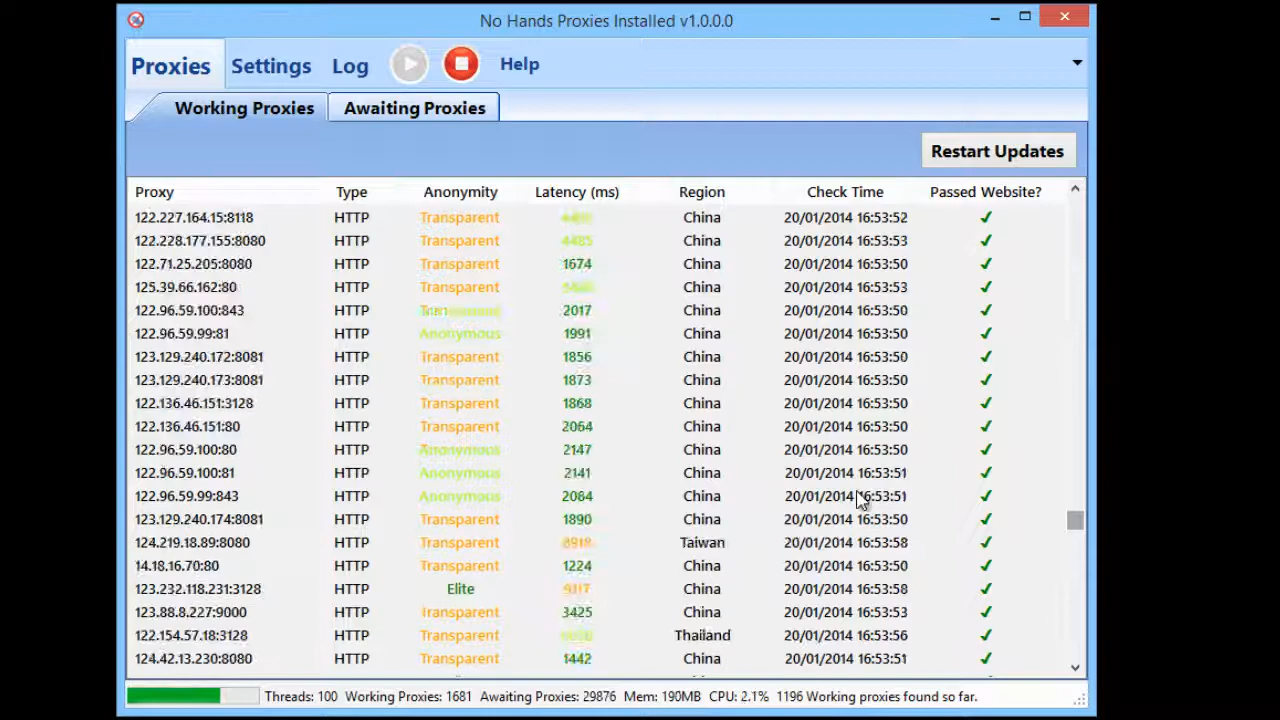 No Hands Proxies Installed v1.0.0.0
Proxies Settings Log Help
Working Proxies Awaiting Proxies
Restart Updates
Proxy Type Anonymity Latency (ms) Region Check Time Passed Website?
122.227.164.15:8118 HTTP Transparent China 20/01/2014 16:53:52
122.228.177.155:8080 HTTP Transparent 4485 China 20/01/2014 16:53:53
122.71.25.205:8080 HTTP Transparent 1674 China 20/01/2014 16:53:50
125.39.66.162:80 HTTP Transparent China 20/01/2014 16:53:53
122.96.59.100:843 HTTP 2017 China 20/01/2014 16:53:50
122.96.59.99:81 HTTP Anonymous 1991 China 20/01/2014 16:53:50
123.129.240.172:8081 HTTP Transparent 1856 China 20/01/2014 16:53:50
123.129.240.173:8081 HTTP Transparent 1873 China 20/01/2014 16:53:50
122.136.46.151:3128 HTTP Transparent 1868 China 20/01/2014 16:53:50
122.136.46.151:80 HTTP Transparent 2064 China 20/01/2014 16:53:50
122.96.59.100:80 HTTP Anonymous 2147 China 20/01/2014 16:53:50
122.96.59.100:81 HTTP Anonymous 2141 China 20/01/2014 16:53:51
122.96.59.99:843 HTTP Anonymous 2084 China 20/01/2014 16:53:51
123.129.240.174:8081 HTTP Transparent 1890 China 20/01/2014 16:53:50
124.219.18.89:8080 HTTP Transparent 8918 Taiwan 20/01/2014 16:53:58
14.18.16.70:80 HTTP Transparent 1224 China 20/01/2014 16:53:50
123.232.118.231:3128 HTTP Elite China 20/01/2014 16:53:58
123.88.8.227:9000 HTTP Transparent 3425 China 20/01/2014 16:53:53
122.154.57.18:3128 HTTP Transparent Thailand 20/01/2014 16:53:56
124.42.13.230:8080 HTTP Transparent 1442 China 20/01/2014 16:53:51
Threads: 100 Working Proxies: 1681 Awaiting Proxies: 29876 Mem: 190MB CPU: 2.1% 1196 Working proxies found so far.